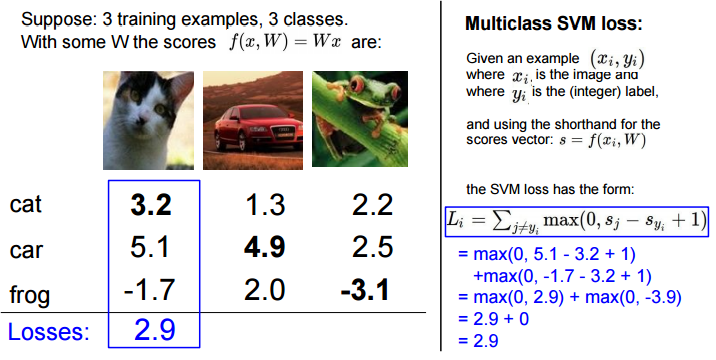 Suppose: 3 training examples, 3 classes.
With some W the scores f(x, W) = Wx are:
cat 3.2 1.3 2.2
car 5.1 4.9 2.5
frog -1.7 2.0 -3.1
Losses: 2.9
Multiclass SVM loss:
Given an example (x_i, y_i)
where x_i is the image and
where y_i is the (integer) label,
and using the shorthand for the
scores vector: s = f(x_i, W)
the SVM loss has the form:
L_i = ∑_{j≠y_i} max(0, s_j − s_{y_i} + 1)
= max(0, 5.1 - 3.2 + 1)
+max(0, -1.7 - 3.2 + 1)
= max(0, 2.9) + max(0, -3.9)
= 2.9 + 0
= 2.9